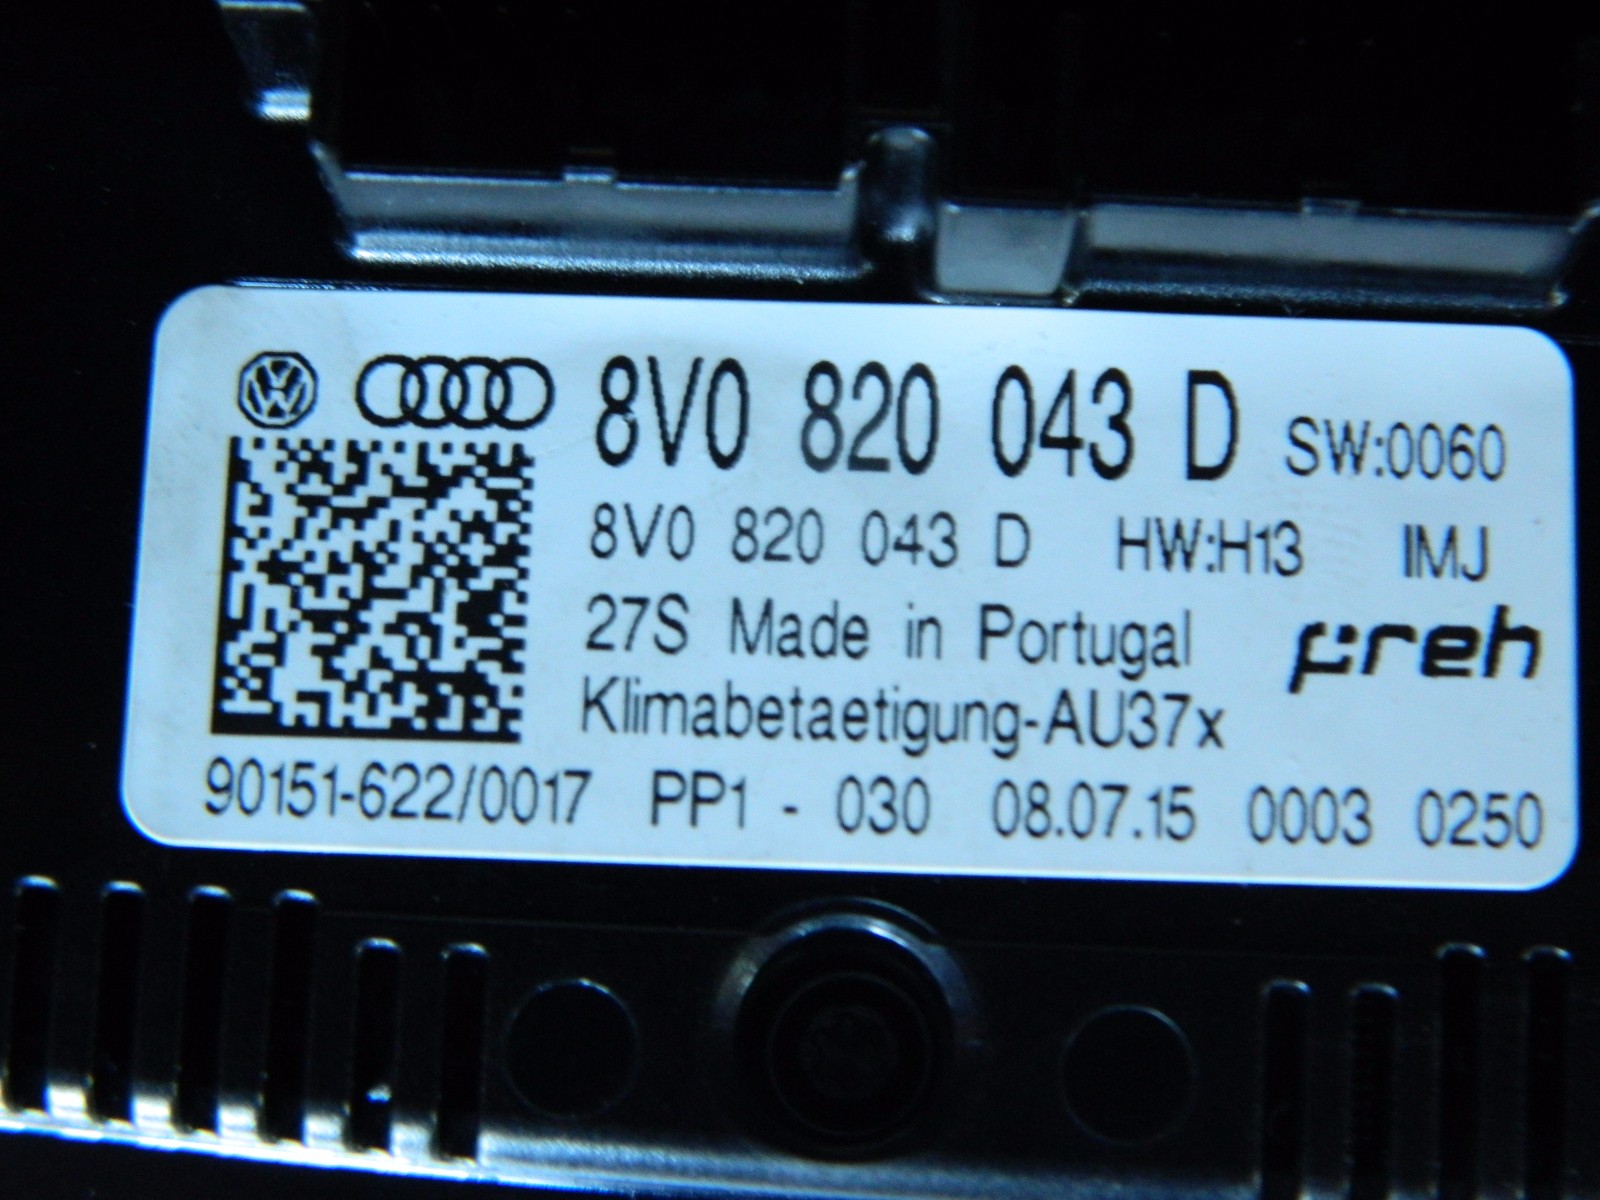 8V0 820 043 D SW:0060
8V0 820 043 D HW:H13 IMJ
27S Made in Portugal preh
Klimabetaetigung-AU37x
90151-622/0017 PP1 - 030 08.07.15 0003 0250